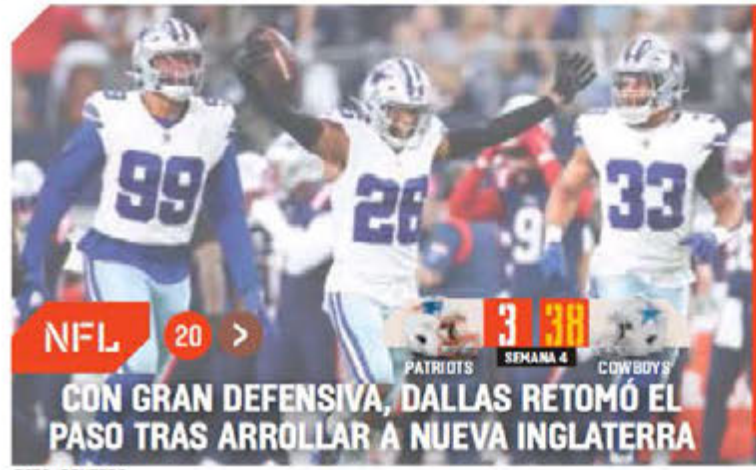 99
26
33
9
NFL 20 >
3 38
PATRIOTS SEMANA 4 COWBOYS
CON GRAN DEFENSIVA, DALLAS RETOMÓ EL
PASO TRAS ARROLLAR A NUEVA INGLATERRA